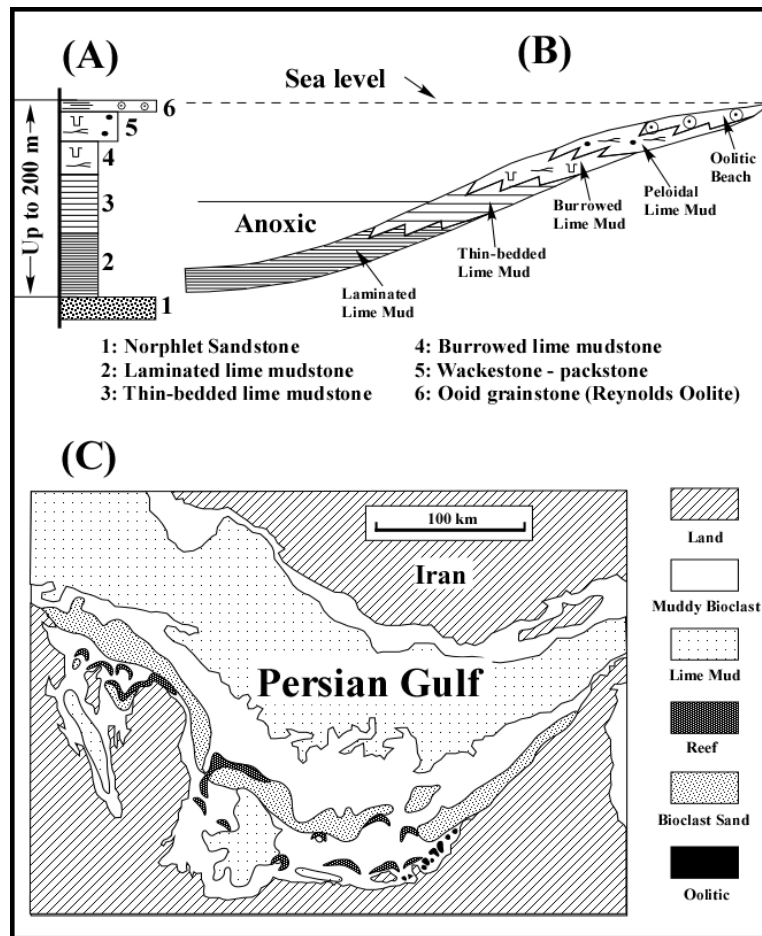 (A)
(B)
Sea level
6
5
4
3
2
1
Up to 200 m
Oolitic
Beach
Peloidal
Lime Mud
Burrowed
Lime Mud
Anoxic
Thin-bedded
Lime Mud
Laminated
Lime Mud
1: Norphlet Sandstone
2: Laminated lime mudstone
3: Thin-bedded lime mudstone
4: Burrowed lime mudstone
5: Wackestone - packstone
6: Ooid grainstone (Reynolds Oolite)
(C)
100 km
Iran
Persian Gulf
Land
Muddy Bioclast
Lime Mud
Reef
Bioclast Sand
Oolitic